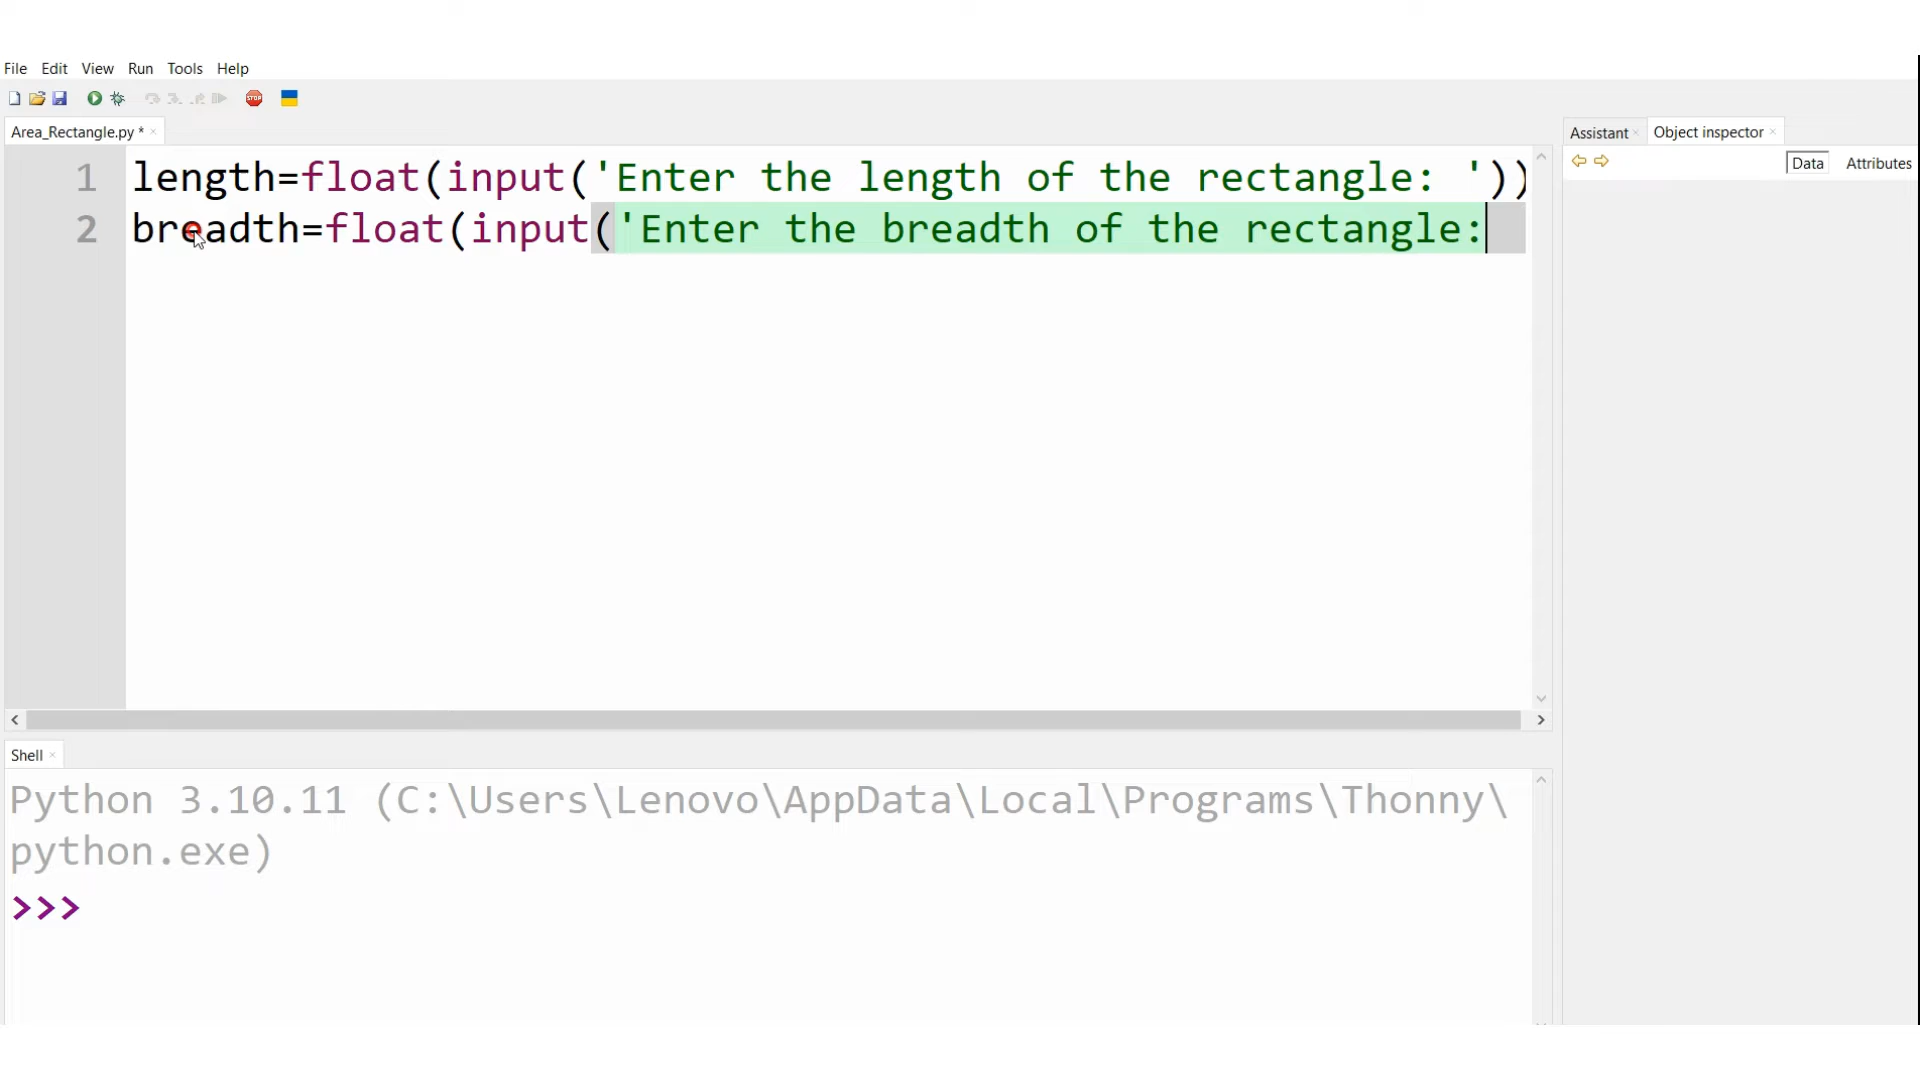 File Edit View Run Tools Help
STOP
Area_Rectangle.py * ×
Assistant × Object inspector ×
Data Attributes
1 length=float(input('Enter the length of the rectangle: '))
2 breadth=float(input('Enter the breadth of the rectangle:
Shell ×
Python 3.10.11 (C:\Users\Lenovo\AppData\Local\Programs\Thonny\
python.exe)
>>>